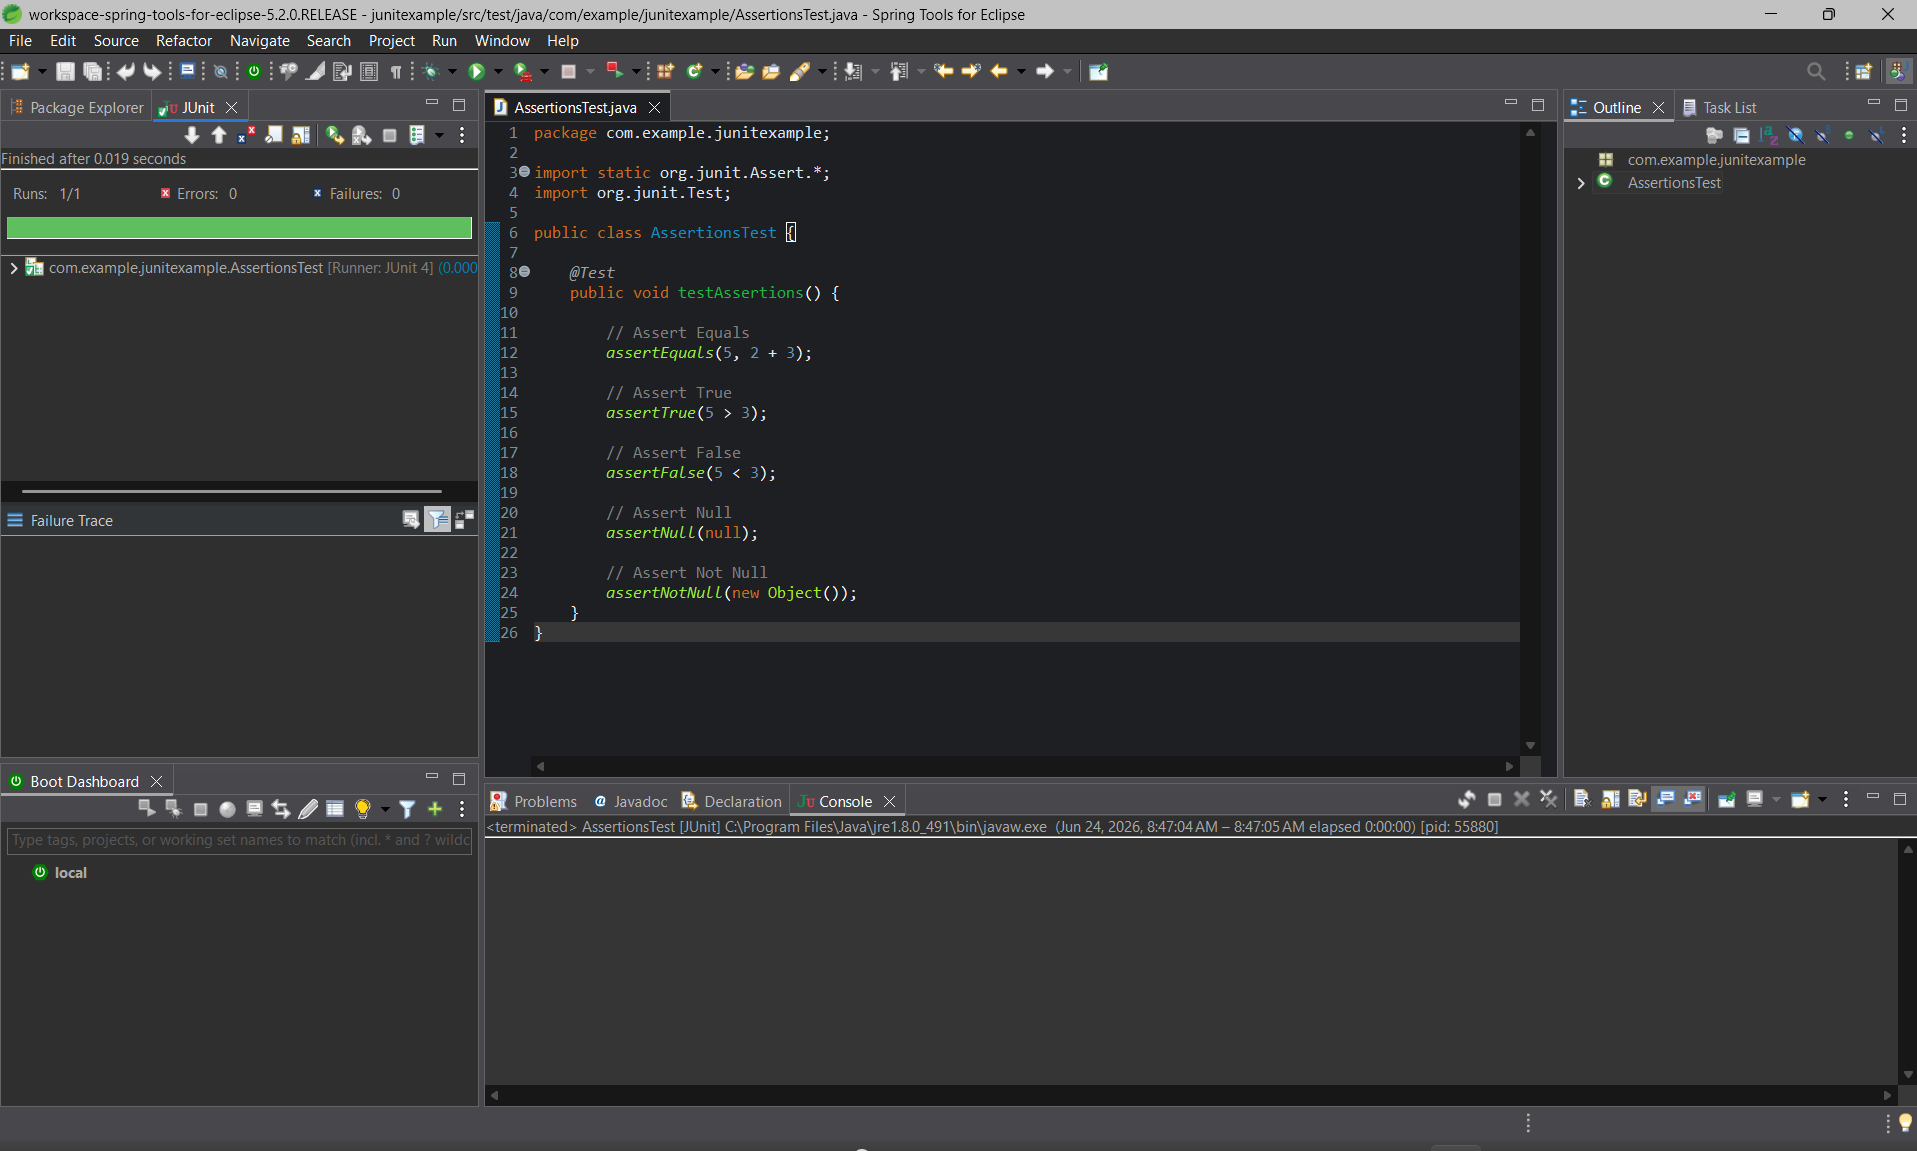 workspace-spring-tools-for-eclipse-5.2.0.RELEASE - junitexample/src/test/java/com/example/junitexample/AssertionsTest.java - Spring Tools for Eclipse
File Edit Source Refactor Navigate Search Project Run Window Help
Package Explorer
JUnit
Finished after 0.019 seconds
Runs: 1/1 Errors: 0 Failures: 0
com.example.junitexample.AssertionsTest [Runner: JUnit 4] (0.000
Failure Trace
Boot Dashboard
Type tags, projects, or working set names to match (incl. * and ? wildc
local
AssertionsTest.java
1 package com.example.junitexample;
2
3 import static org.junit.Assert.*;
4 import org.junit.Test;
5
6 public class AssertionsTest {
7
8 @Test
9 public void testAssertions() {
10
11 // Assert Equals
12 assertEquals(5, 2 + 3);
13
14 // Assert True
15 assertTrue(5 > 3);
16
17 // Assert False
18 assertFalse(5 < 3);
19
20 // Assert Null
21 assertNull(null);
22
23 // Assert Not Null
24 assertNotNull(new Object());
25 }
26 }
Outline
Task List
com.example.junitexample
AssertionsTest
Problems
Javadoc
Declaration
Console
<terminated> AssertionsTest [JUnit] C:\Program Files\Java\jre1.8.0_491\bin\javaw.exe (Jun 24, 2026, 8:47:04 AM – 8:47:05 AM elapsed 0:00:00) [pid: 55880]